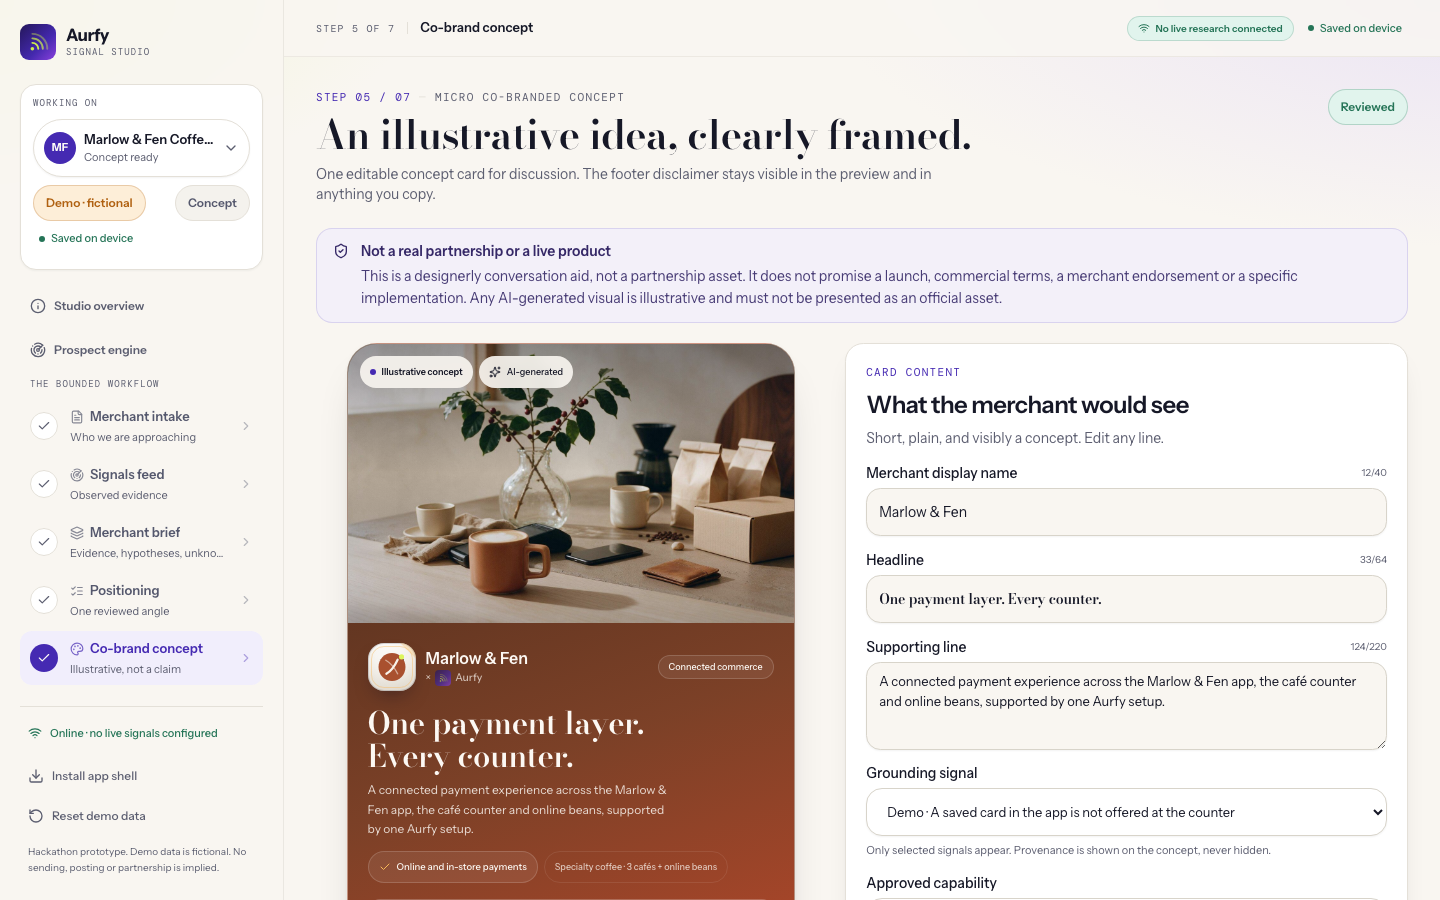 Aurfy
SIGNAL STUDIO
WORKING ON
MF
Marlow & Fen Coffe...
Concept ready
Demo · fictional
Concept
Saved on device
Studio overview
Prospect engine
THE BOUNDED WORKFLOW
Merchant intake
Who we are approaching
Signals feed
Observed evidence
Merchant brief
Evidence, hypotheses, unkno...
Positioning
One reviewed angle
Co-brand concept
Illustrative, not a claim
Online · no live signals configured
Install app shell
Reset demo data
Hackathon prototype. Demo data is fictional. No
sending, posting or partnership is implied.
STEP 5 OF 7
Co-brand concept
No live research connected
Saved on device
STEP 05 / 07 — MICRO CO-BRANDED CONCEPT
Reviewed
An illustrative idea, clearly framed.
One editable concept card for discussion. The footer disclaimer stays visible in the preview and in
anything you copy.
Not a real partnership or a live product
This is a designerly conversation aid, not a partnership asset. It does not promise a launch, commercial terms, a merchant endorsement or a specific
implementation. Any AI-generated visual is illustrative and must not be presented as an official asset.
Illustrative concept
AI-generated
Marlow & Fen
× Aurfy
Connected commerce
One payment layer.
Every counter.
A connected payment experience across the Marlow &
Fen app, the café counter and online beans, supported
by one Aurfy setup.
Online and in-store payments
Specialty coffee · 3 cafés + online beans
CARD CONTENT
What the merchant would see
Short, plain, and visibly a concept. Edit any line.
Merchant display name
12/40
Marlow & Fen
Headline
33/64
One payment layer. Every counter.
Supporting line
124/220
A connected payment experience across the Marlow & Fen app, the café counter
and online beans, supported by one Aurfy setup.
Grounding signal
Demo · A saved card in the app is not offered at the counter
Only selected signals appear. Provenance is shown on the concept, never hidden.
Approved capability